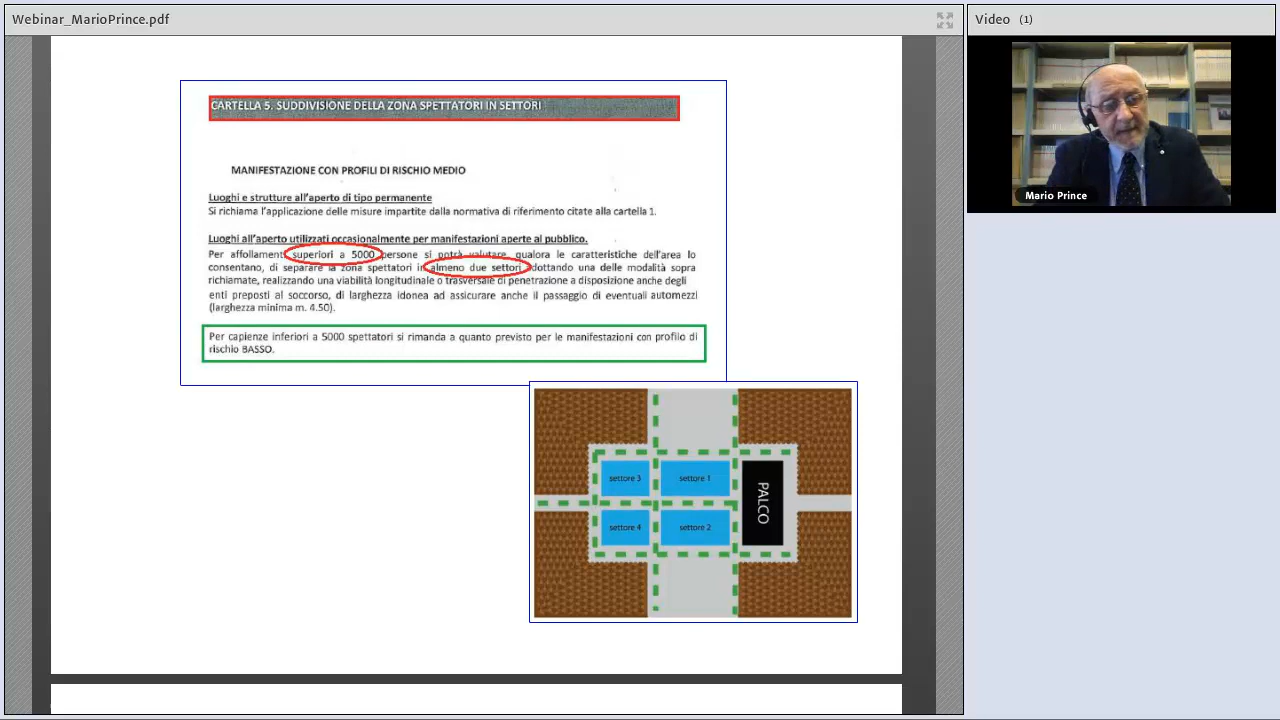 Webinar_MarioPrince.pdf
CARTELLA 5. SUDDIVISIONE DELLA ZONA SPETTATORI IN SETTORI
MANIFESTAZIONE CON PROFILI DI RISCHIO MEDIO
Luoghi e strutture all'aperto di tipo permanente
Si richiama l'applicazione delle misure impartite dalla normativa di riferimento citate alla cartella 1.
Luoghi all'aperto utilizzati occasionalmente per manifestazioni aperte al pubblico.
Per affollamenti superiori a 5000 persone si potrà valutare, qualora le caratteristiche dell'area lo
consentano, di separare la zona spettatori in almeno due settori adottando una delle modalità sopra
richiamate, realizzando una viabilità longitudinale o trasversale di penetrazione a disposizione anche degli
enti preposti al soccorso, di larghezza idonea ad assicurare anche il passaggio di eventuali automezzi
(larghezza minima m. 4.50).
Per capienze inferiori a 5000 spettatori si rimanda a quanto previsto per le manifestazioni con profilo di
rischio BASSO.
settore 3
settore 1
settore 4
settore 2
PALCO
Video (1)
Mario Prince